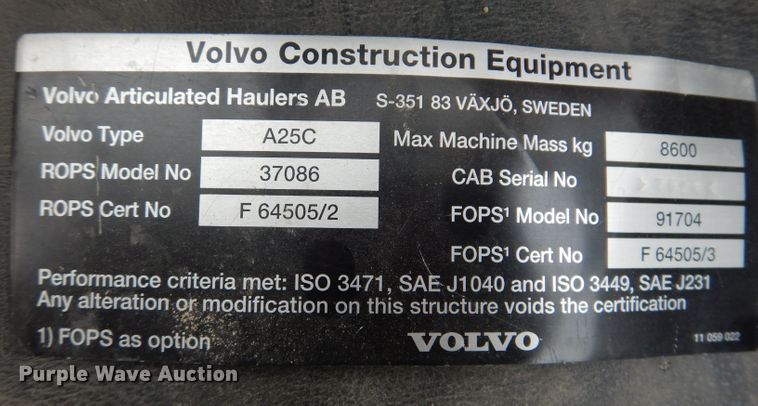 Volvo Construction Equipment
Volvo Articulated Haulers AB S-351 83 VÄXJÖ, SWEDEN
Volvo Type A25C Max Machine Mass kg 8600
ROPS Model No 37086 CAB Serial No
ROPS Cert No F 64505/2 FOPS¹ Model No 91704
FOPS¹ Cert No F 64505/3
Performance criteria met: ISO 3471, SAE J1040 and ISO 3449, SAE J231
Any alteration or modification on this structure voids the certification
1) FOPS as option VOLVO 11 059 022
Purple Wave Auction